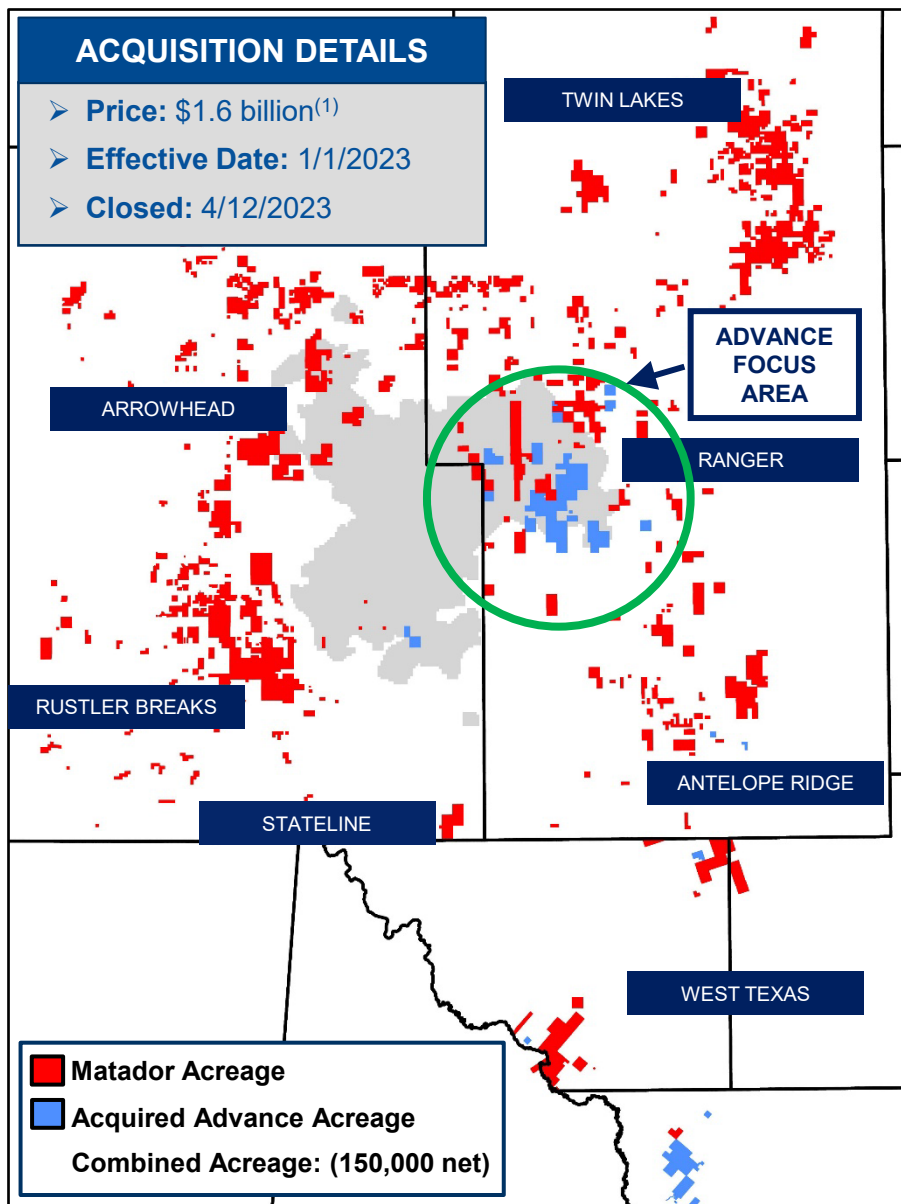 ACQUISITION DETAILS
➢ Price: $1.6 billion(1)
➢ Effective Date: 1/1/2023
➢ Closed: 4/12/2023
TWIN LAKES
ADVANCE
FOCUS
AREA
ARROWHEAD
RANGER
RUSTLER BREAKS
ANTELOPE RIDGE
STATELINE
WEST TEXAS
Matador Acreage
Acquired Advance Acreage
Combined Acreage: (150,000 net)